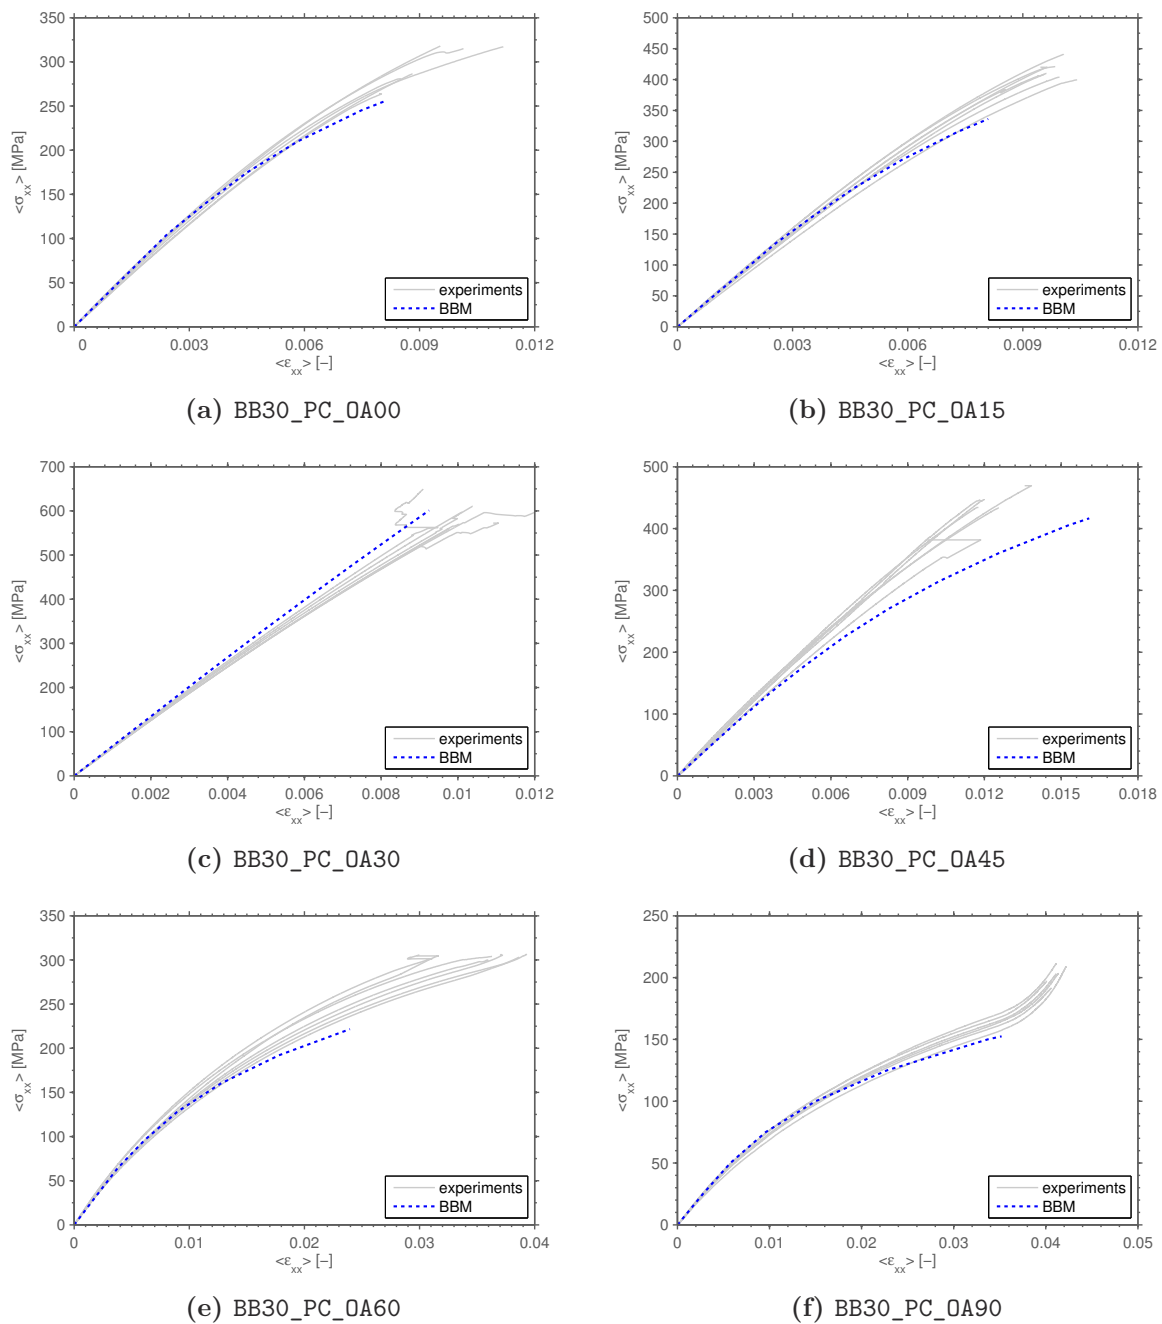 350
300
250
200
150
100
50
0
<σxx> [MPa]
experiments
BBM
0 0.003 0.006 0.009 0.012
<εxx> [−]
(a) BB30_PC_OA00
500
450
400
350
300
250
200
150
100
50
0
<σxx> [MPa]
experiments
BBM
0 0.003 0.006 0.009 0.012
<εxx> [−]
(b) BB30_PC_OA15
700
600
500
400
300
200
100
0
<σxx> [MPa]
experiments
BBM
0 0.002 0.004 0.006 0.008 0.01 0.012
<εxx> [−]
(c) BB30_PC_OA30
500
400
300
200
100
0
<σxx> [MPa]
experiments
BBM
0 0.003 0.006 0.009 0.012 0.015 0.018
<εxx> [−]
(d) BB30_PC_OA45
350
300
250
200
150
100
50
0
<σxx> [MPa]
experiments
BBM
0 0.01 0.02 0.03 0.04
<εxx> [−]
(e) BB30_PC_OA60
250
200
150
100
50
0
<σxx> [MPa]
experiments
BBM
0 0.01 0.02 0.03 0.04 0.05
<εxx> [−]
(f) BB30_PC_OA90